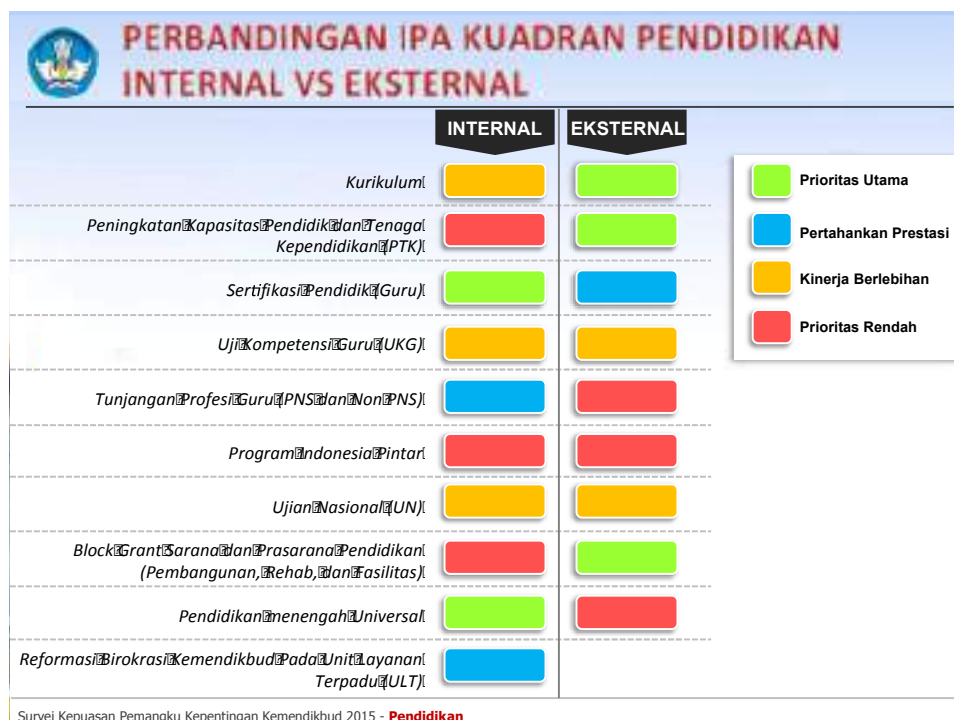 PERBANDINGAN IPA KUADRAN PENDIDIKAN
INTERNAL VS EKSTERNAL
INTERNAL
EKSTERNAL
Kurikulum
Peningkatan Kapasitas Pendidik dan Tenaga
Kependidikan (PTK)
Sertifikasi Pendidik (Guru)
Uji Kompetensi Guru (UKG)
Tunjangan Profesi Guru (PNS dan Non PNS)
Program Indonesia Pintar
Ujian Nasional (UN)
Block Grant Sarana dan Prasarana Pendidikan
(Pembangunan, Rehab, dan Fasilitas)
Pendidikan menengah Universal
Reformasi Birokrasi Kemendikbud Pada Unit Layanan
Terpadu (ULT)
Prioritas Utama
Pertahankan Prestasi
Kinerja Berlebihan
Prioritas Rendah
Survei Kepuasan Pemangku Kepentingan Kemendikbud 2015 - Pendidikan